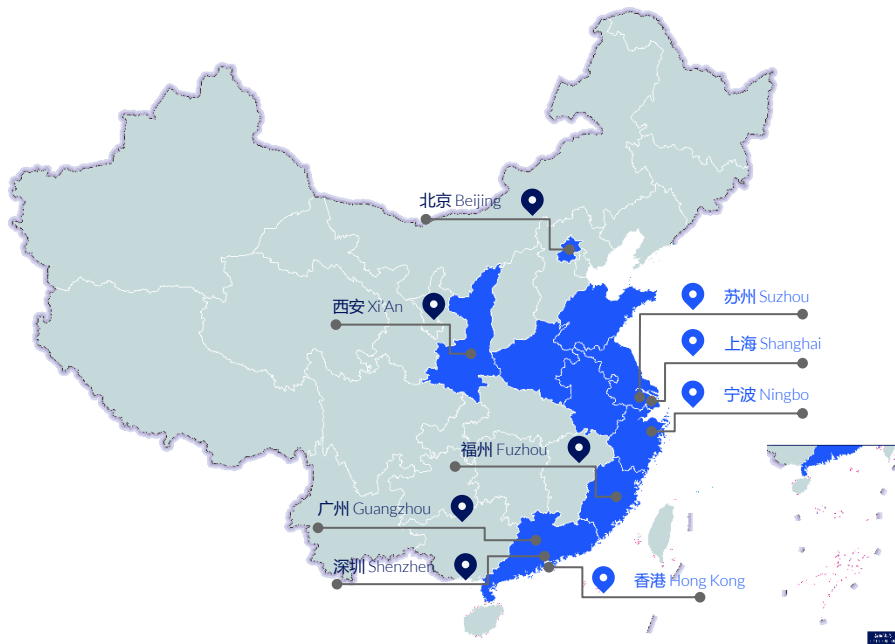 北京 Beijing
西安 Xi'An
苏州 Suzhou
上海 Shanghai
宁波 Ningbo
福州 Fuzhou
广州 Guangzhou
深圳 Shenzhen
香港 Hong Kong